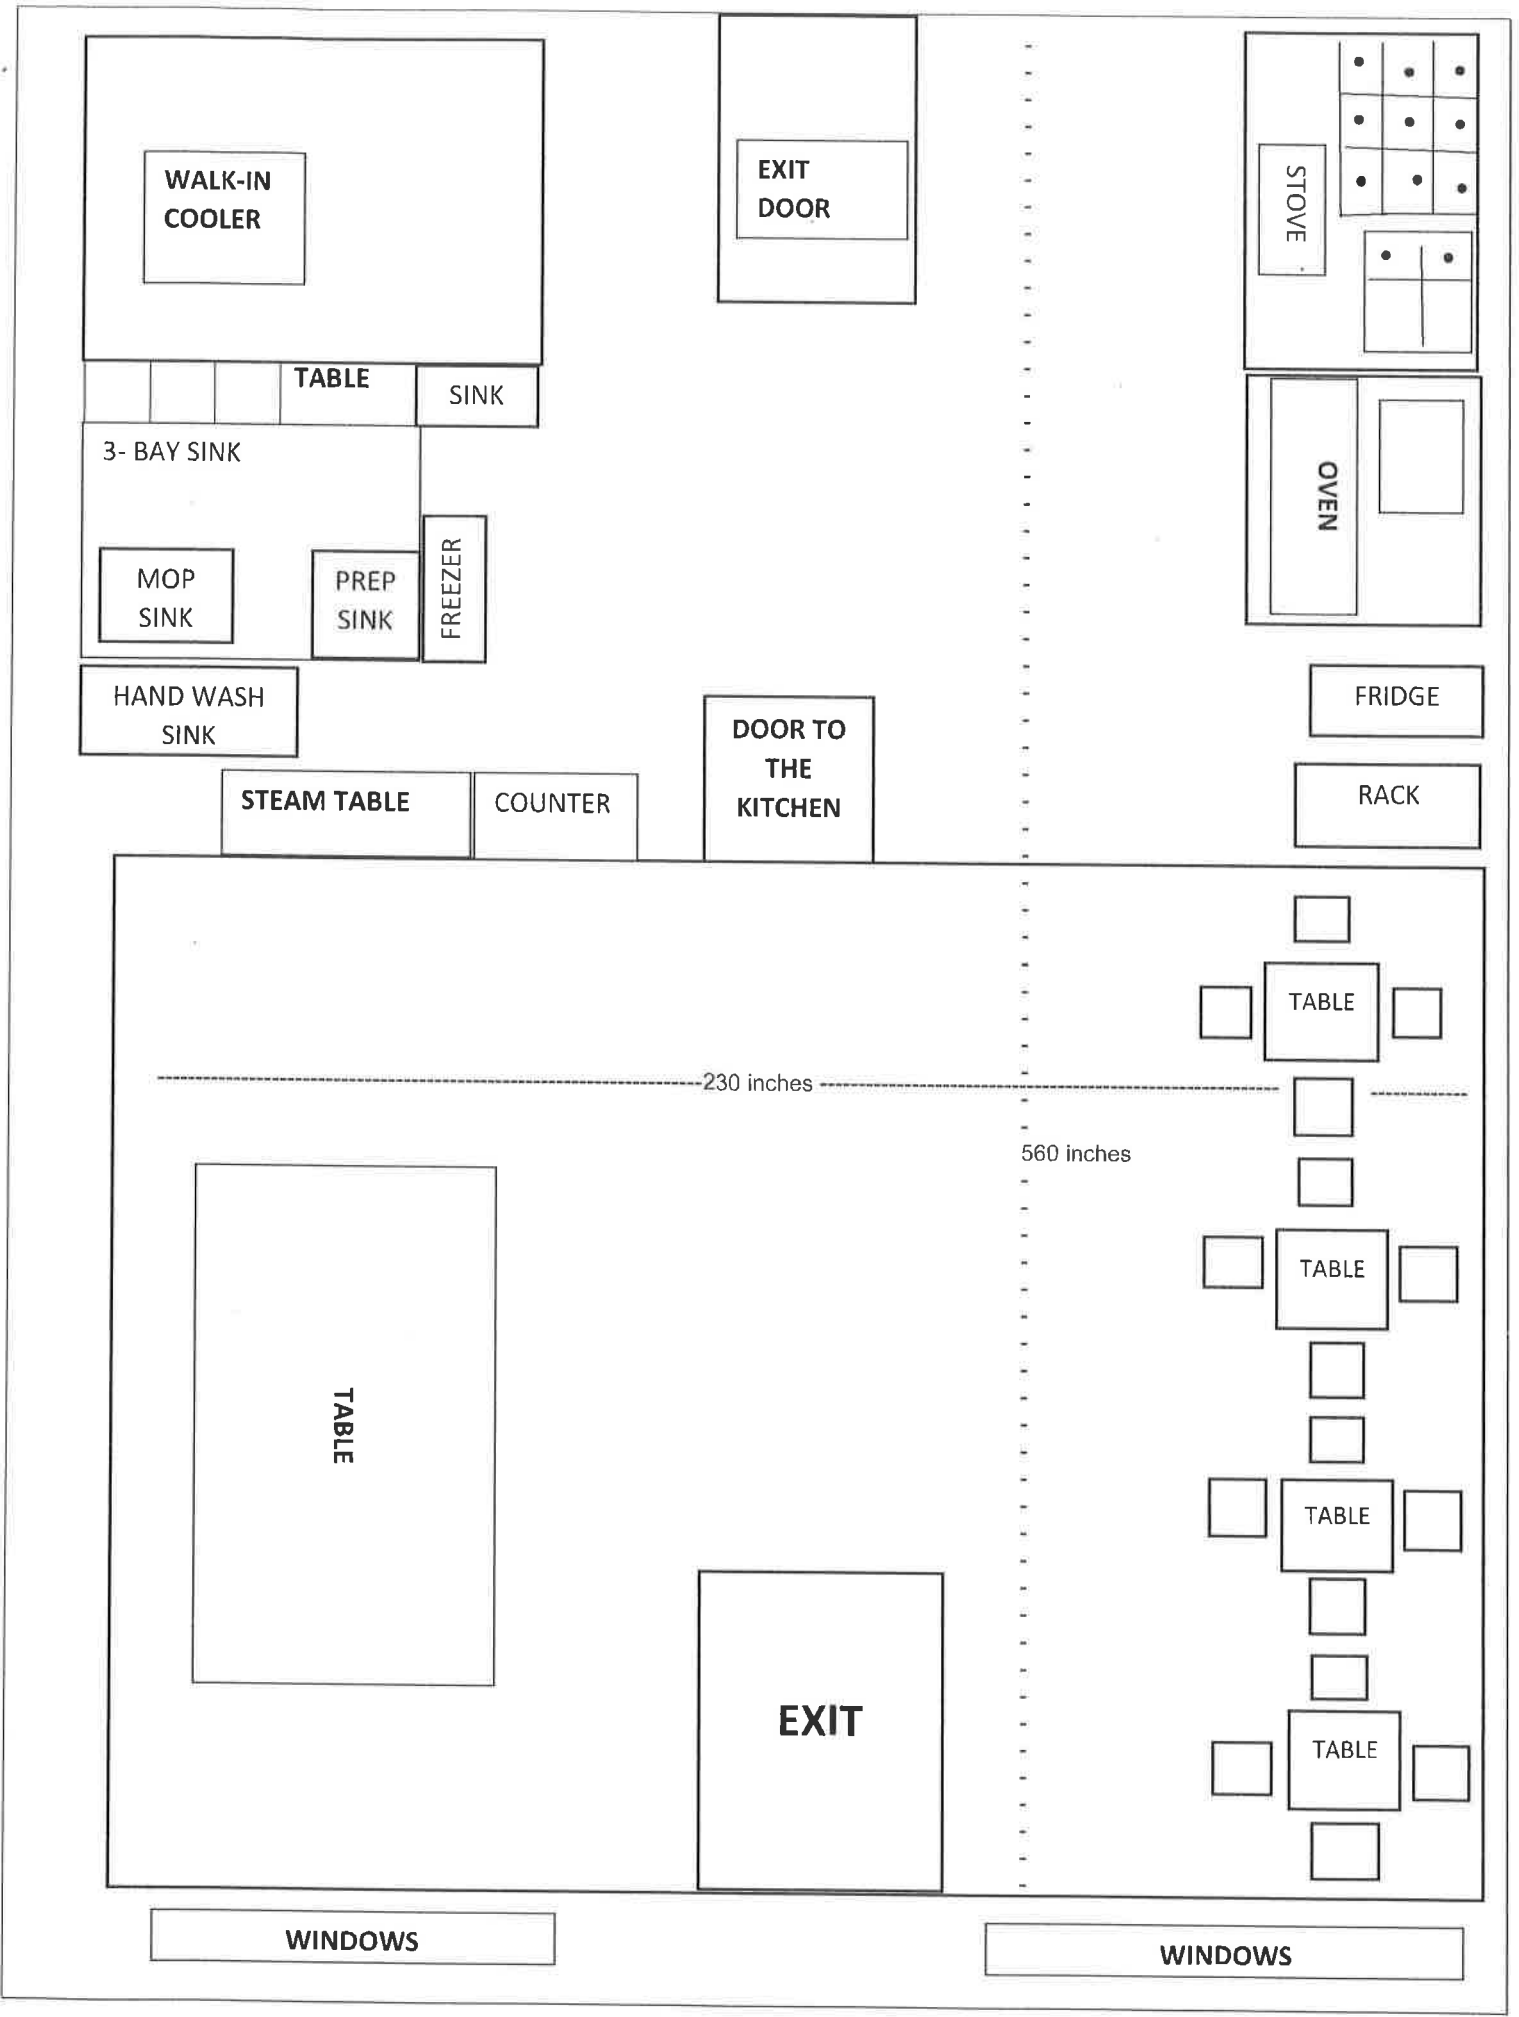 WALK-IN
COOLER
EXIT
DOOR
STOVE
TABLE
SINK
3- BAY SINK
OVEN
MOP
SINK
PREP
SINK
FREEZER
HAND WASH
SINK
FRIDGE
DOOR TO
THE
KITCHEN
STEAM TABLE
COUNTER
RACK
TABLE
230 inches
560 inches
TABLE
TABLE
TABLE
EXIT
TABLE
WINDOWS
WINDOWS